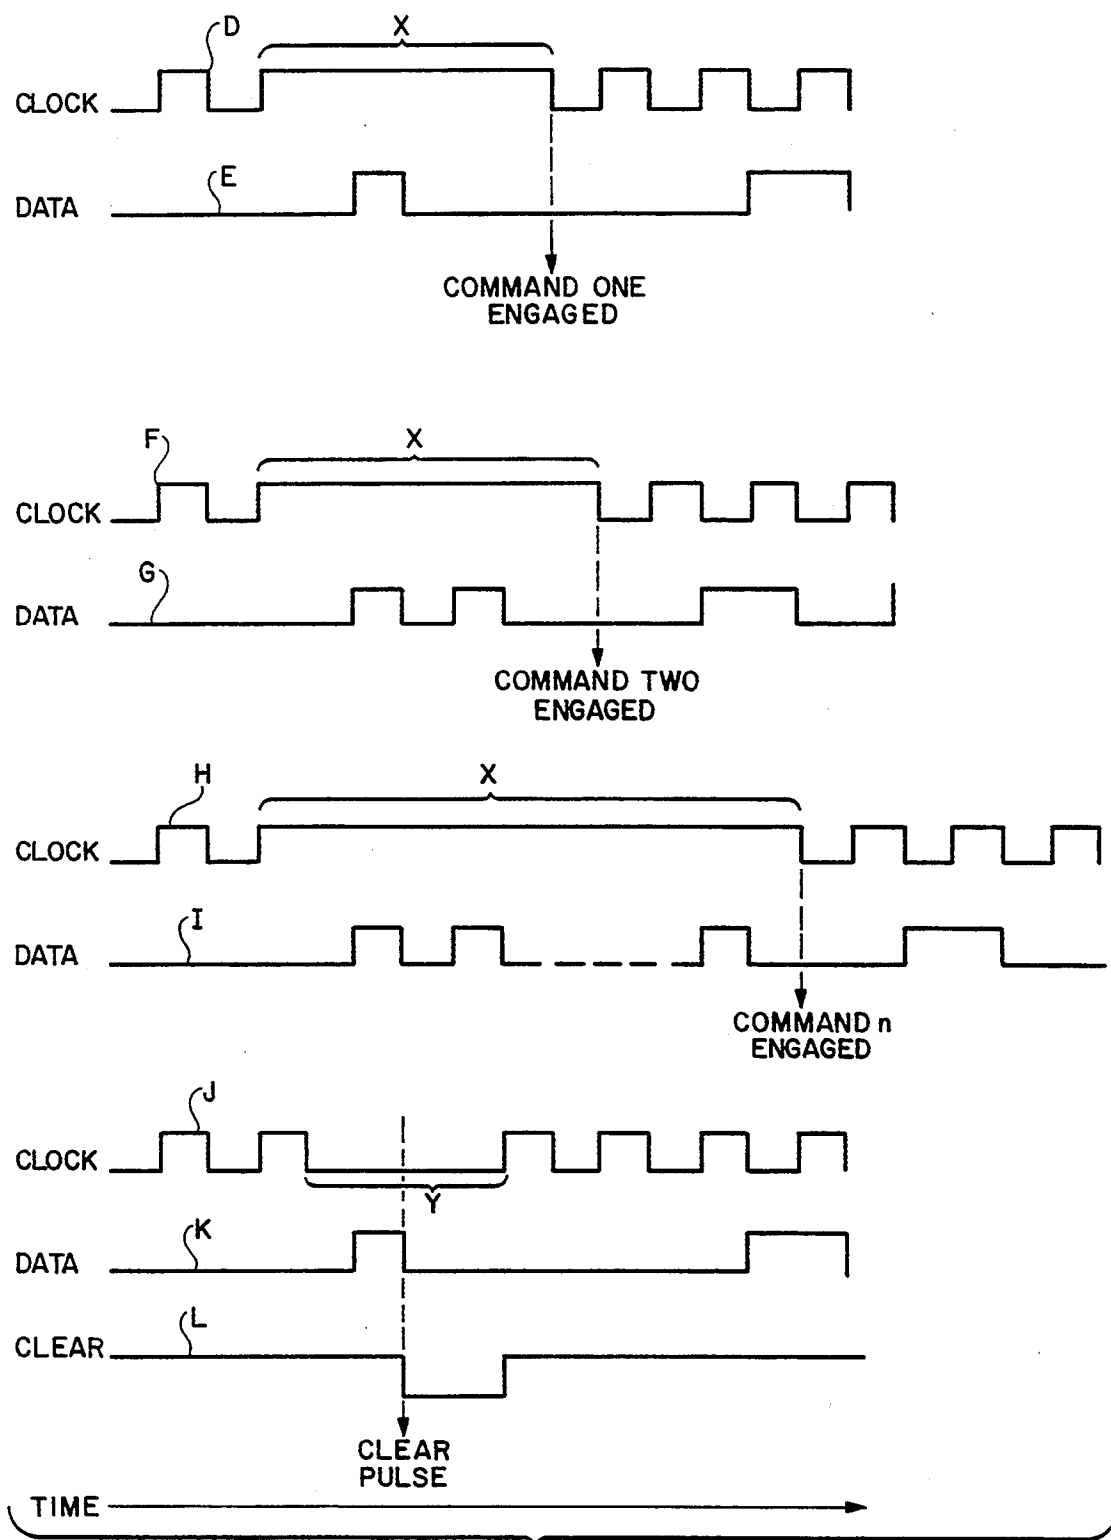 D
X
CLOCK
E
DATA
COMMAND ONE
ENGAGED
F
X
CLOCK
G
DATA
COMMAND TWO
ENGAGED
H
X
CLOCK
I
DATA
COMMAND n
ENGAGED
J
CLOCK
Y
K
DATA
L
CLEAR
CLEAR
PULSE
TIME